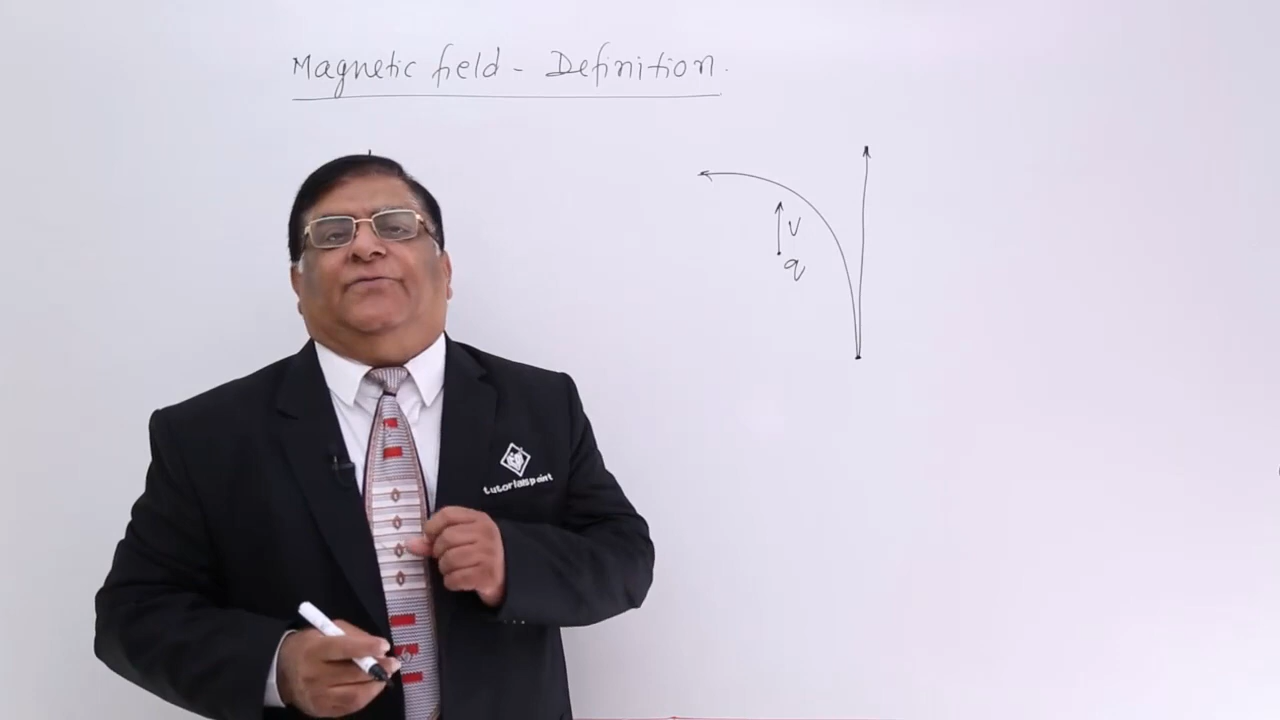 Magnetic field - Definition.
v
q
tutorialspoint